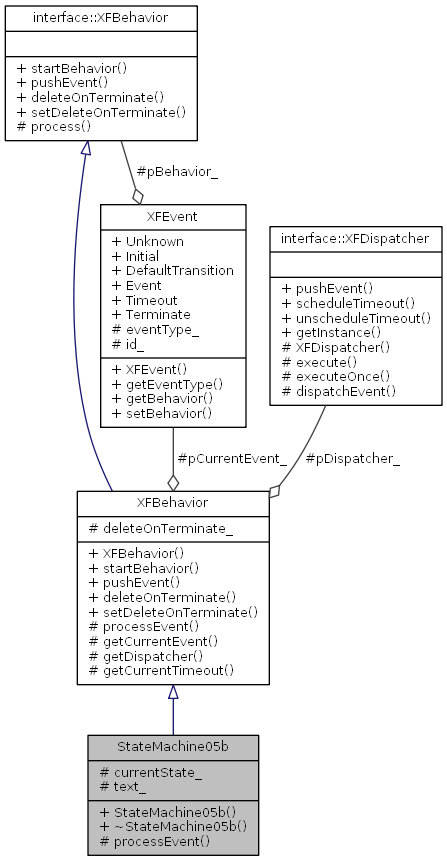 interface::XFBehavior
+ startBehavior()
+ pushEvent()
+ deleteOnTerminate()
+ setDeleteOnTerminate()
# process()
#pBehavior_
XFEvent
+ Unknown
+ Initial
+ DefaultTransition
+ Event
+ Timeout
+ Terminate
# eventType_
# id_
+ XFEvent()
+ getEventType()
+ getBehavior()
+ setBehavior()
interface::XFDispatcher
+ pushEvent()
+ scheduleTimeout()
+ unscheduleTimeout()
+ getInstance()
# XFDispatcher()
# execute()
# executeOnce()
# dispatchEvent()
#pCurrentEvent_
#pDispatcher_
XFBehavior
# deleteOnTerminate_
+ XFBehavior()
+ startBehavior()
+ pushEvent()
+ deleteOnTerminate()
+ setDeleteOnTerminate()
# processEvent()
# getCurrentEvent()
# getDispatcher()
# getCurrentTimeout()
StateMachine05b
# currentState_
# text_
+ StateMachine05b()
+ ~StateMachine05b()
# processEvent()